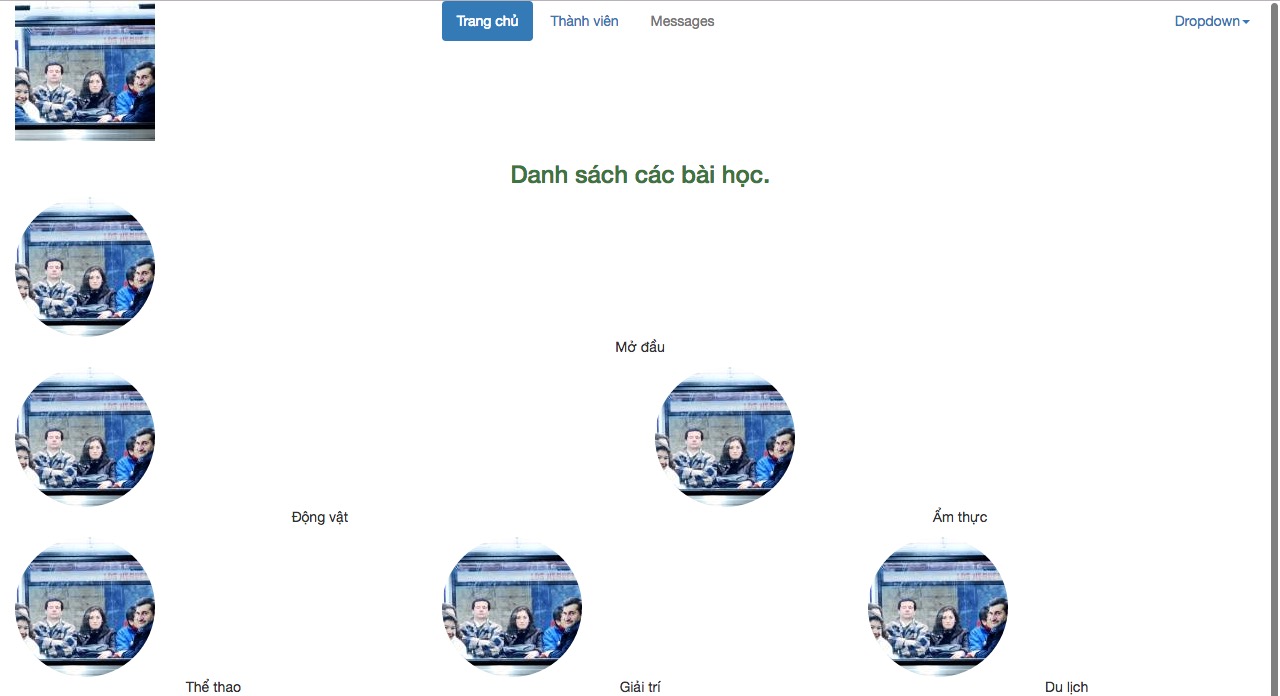 Trang chủ Thành viên Messages Dropdown
Danh sách các bài học.
Mở đầu
Động vật Ẩm thực
Thể thao Giải trí Du lịch